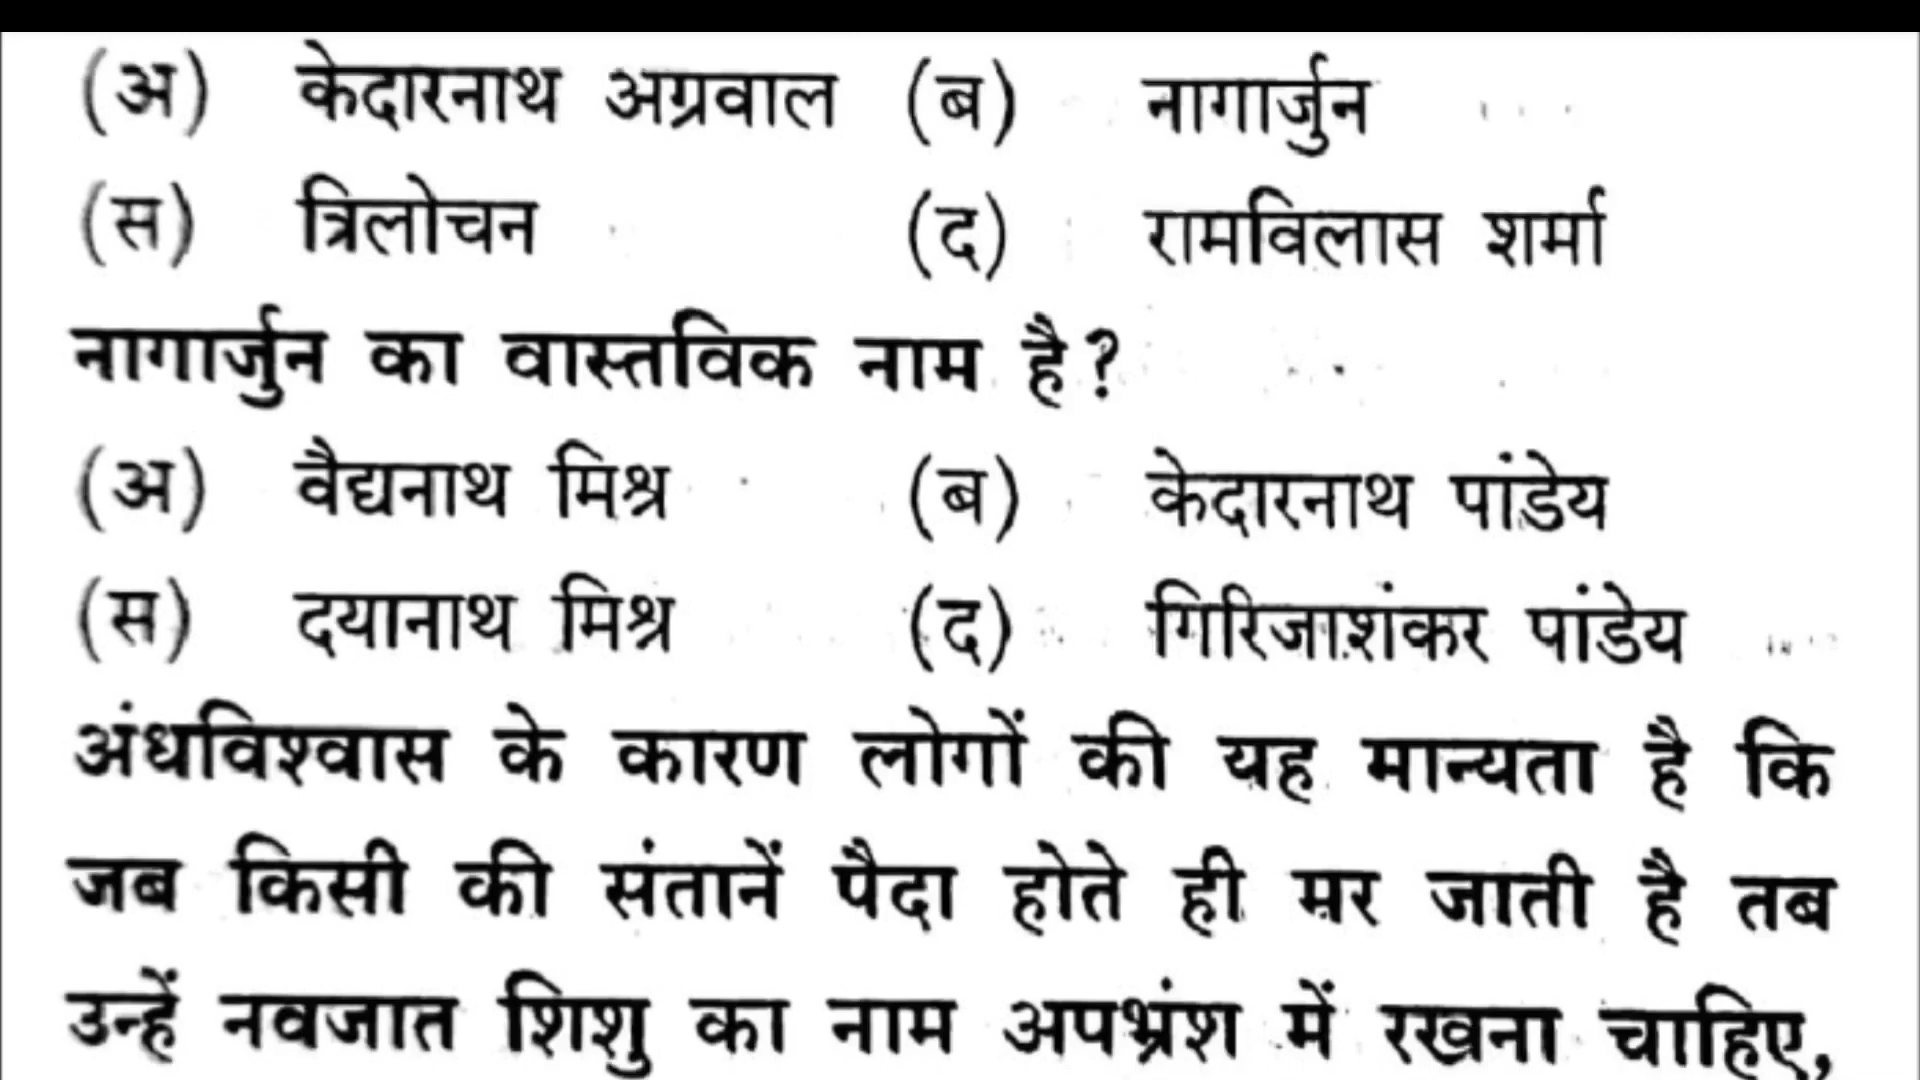 (अ) केदारनाथ अग्रवाल (ब) नागार्जुन
(स) त्रिलोचन (द) रामविलास शर्मा
नागार्जुन का वास्तविक नाम है?
(अ) वैद्यनाथ मिश्र (ब) केदारनाथ पांडेय
(स) दयानाथ मिश्र (द) गिरिजाशंकर पांडेय
अंधविश्वास के कारण लोगों की यह मान्यता है कि
जब किसी की संतानें पैदा होते ही मर जाती है तब
उन्हें नवजात शिशु का नाम अपभ्रंश में रखना चाहिए,